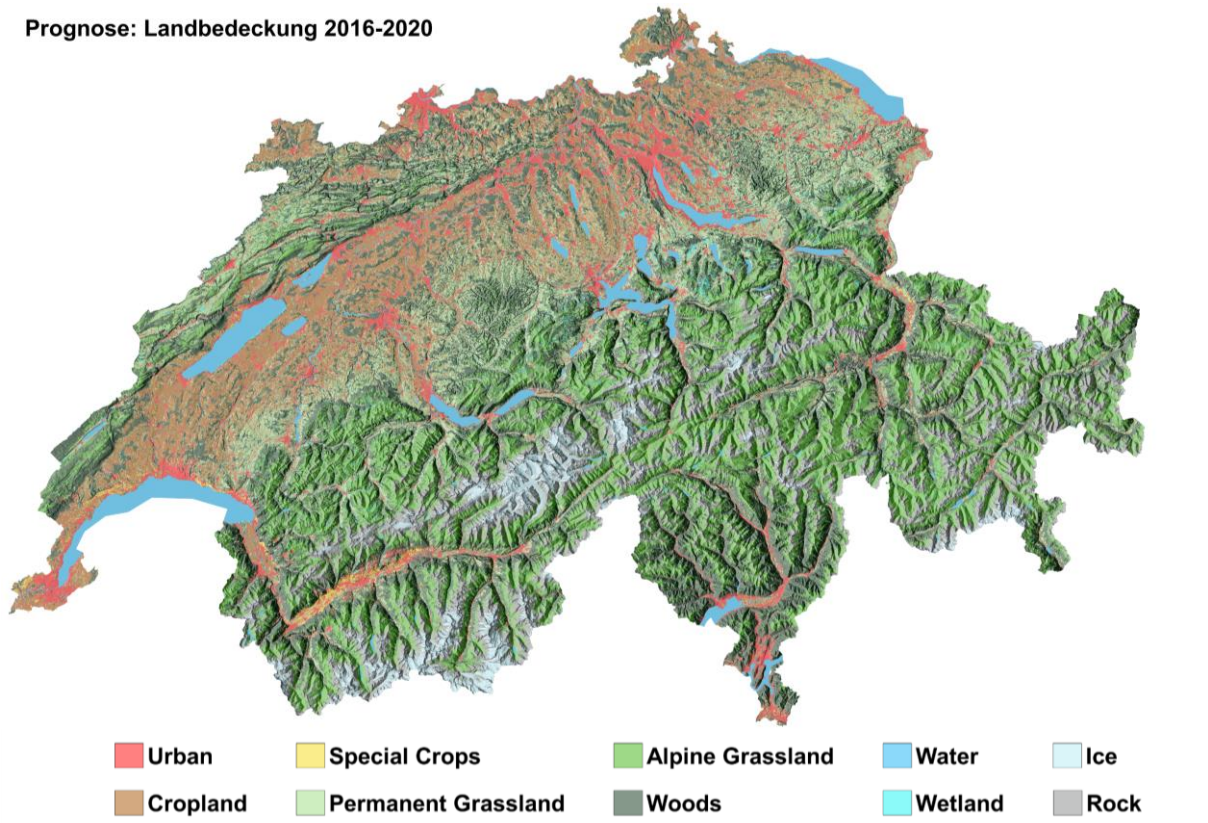 Prognose: Landbedeckung 2016-2020
Urban Special Crops Alpine Grassland Water Ice
Cropland Permanent Grassland Woods Wetland Rock